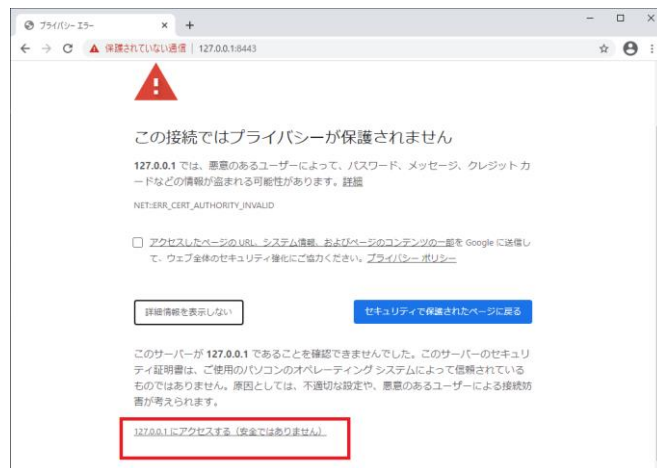 プライバシー エラー
保護されていない通信 | 127.0.0.1:8443
この接続ではプライバシーが保護されません
127.0.0.1 では、悪意のあるユーザーによって、パスワード、メッセージ、クレジット カ
ードなどの情報が盗まれる可能性があります。詳細
NET::ERR_CERT_AUTHORITY_INVALID
アクセスしたページの URL、システム情報、およびページのコンテンツの一部を Google に送信し
て、ウェブ全体のセキュリティ強化にご協力ください。プライバシー ポリシー
詳細情報を表示しない
セキュリティで保護されたページに戻る
このサーバーが 127.0.0.1 であることを確認できませんでした。このサーバーのセキュリ
ティ証明書は、ご使用のパソコンのオペレーティング システムによって信頼されている
ものではありません。原因としては、不適切な設定や、悪意のあるユーザーによる接続妨
害が考えられます。
127.0.0.1 にアクセスする（安全ではありません）